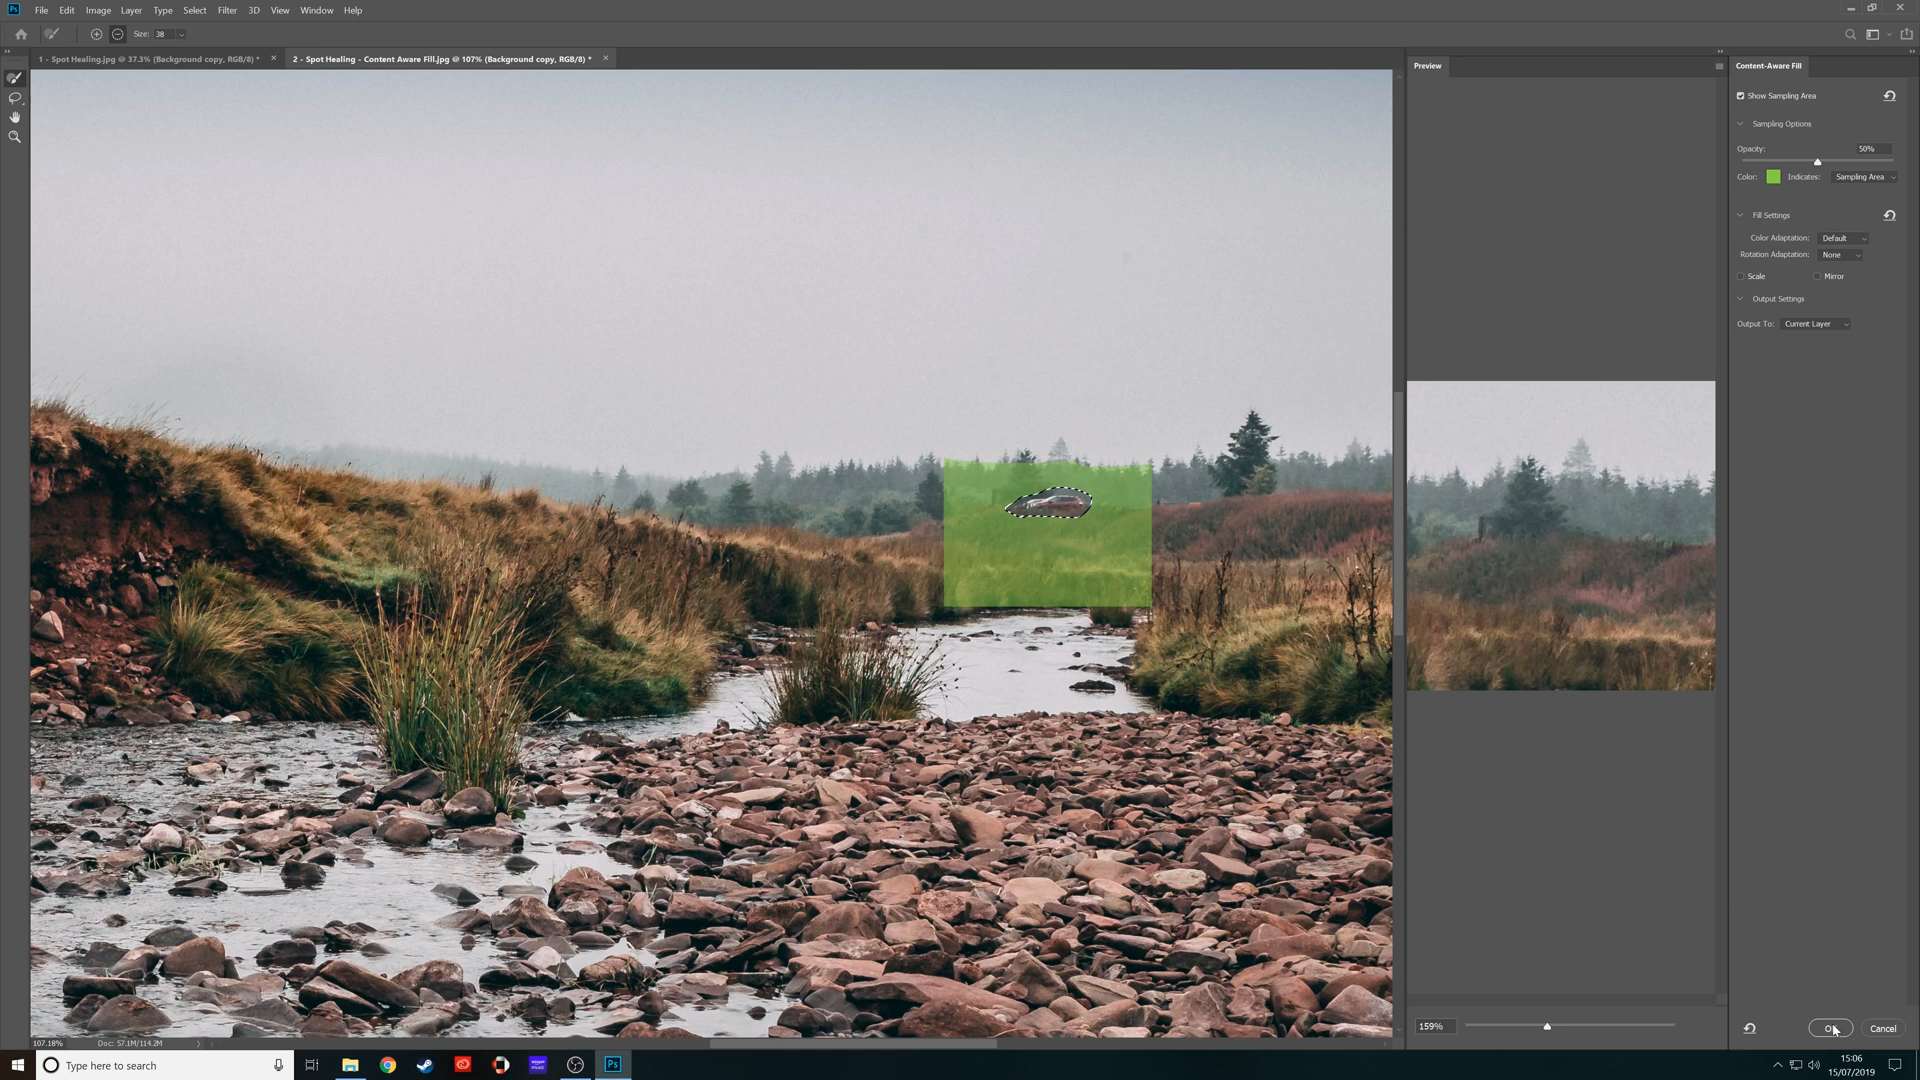 Ps File Edit Image Layer Type Select Filter 3D View Window Help
Size: 38
1 - Spot Healing.jpg @ 37.3% (Background copy, RGB/8) *
2 - Spot Healing - Content Aware Fill.jpg @ 107% (Background copy, RGB/8) *
Preview
Content-Aware Fill
Show Sampling Area
Sampling Options
Opacity: 50%
Color: Indicates: Sampling Area
Fill Settings
Color Adaptation: Default
Rotation Adaptation: None
Scale Mirror
Output Settings
Output To: Current Layer
159%
Cancel
107.18% Doc: 57.1M/114.2M
Type here to search
amazon music
Ps
15:06
15/07/2019